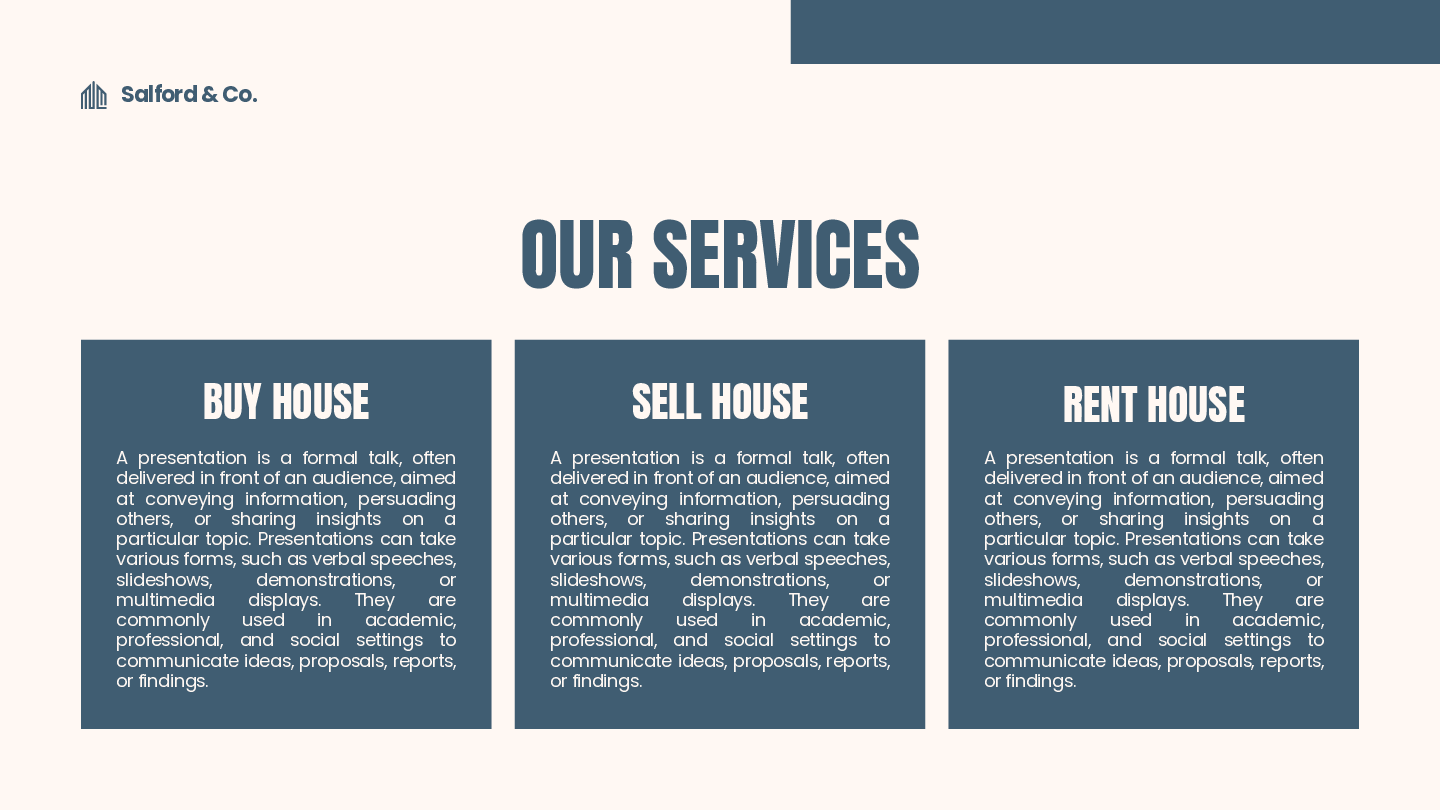 Salford & Co.
OUR SERVICES
BUY HOUSE
A presentation is a formal talk, often
delivered in front of an audience, aimed
at conveying information, persuading
others, or sharing insights on a
particular topic. Presentations can take
various forms, such as verbal speeches,
slideshows, demonstrations, or
multimedia displays. They are
commonly used in academic,
professional, and social settings to
communicate ideas, proposals, reports,
or findings.
SELL HOUSE
A presentation is a formal talk, often
delivered in front of an audience, aimed
at conveying information, persuading
others, or sharing insights on a
particular topic. Presentations can take
various forms, such as verbal speeches,
slideshows, demonstrations, or
multimedia displays. They are
commonly used in academic,
professional, and social settings to
communicate ideas, proposals, reports,
or findings.
RENT HOUSE
A presentation is a formal talk, often
delivered in front of an audience, aimed
at conveying information, persuading
others, or sharing insights on a
particular topic. Presentations can take
various forms, such as verbal speeches,
slideshows, demonstrations, or
multimedia displays. They are
commonly used in academic,
professional, and social settings to
communicate ideas, proposals, reports,
or findings.